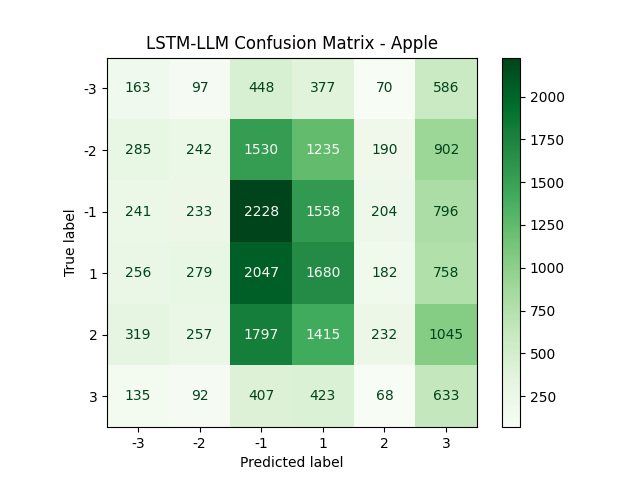 LSTM-LLM Confusion Matrix - Apple
-3 163 97 448 377 70 586
-2 285 242 1530 1235 190 902
-1 241 233 2228 1558 204 796
1 256 279 2047 1680 182 758
2 319 257 1797 1415 232 1045
3 135 92 407 423 68 633
-3 -2 -1 1 2 3
Predicted label
True label
2000
1750
1500
1250
1000
750
500
250